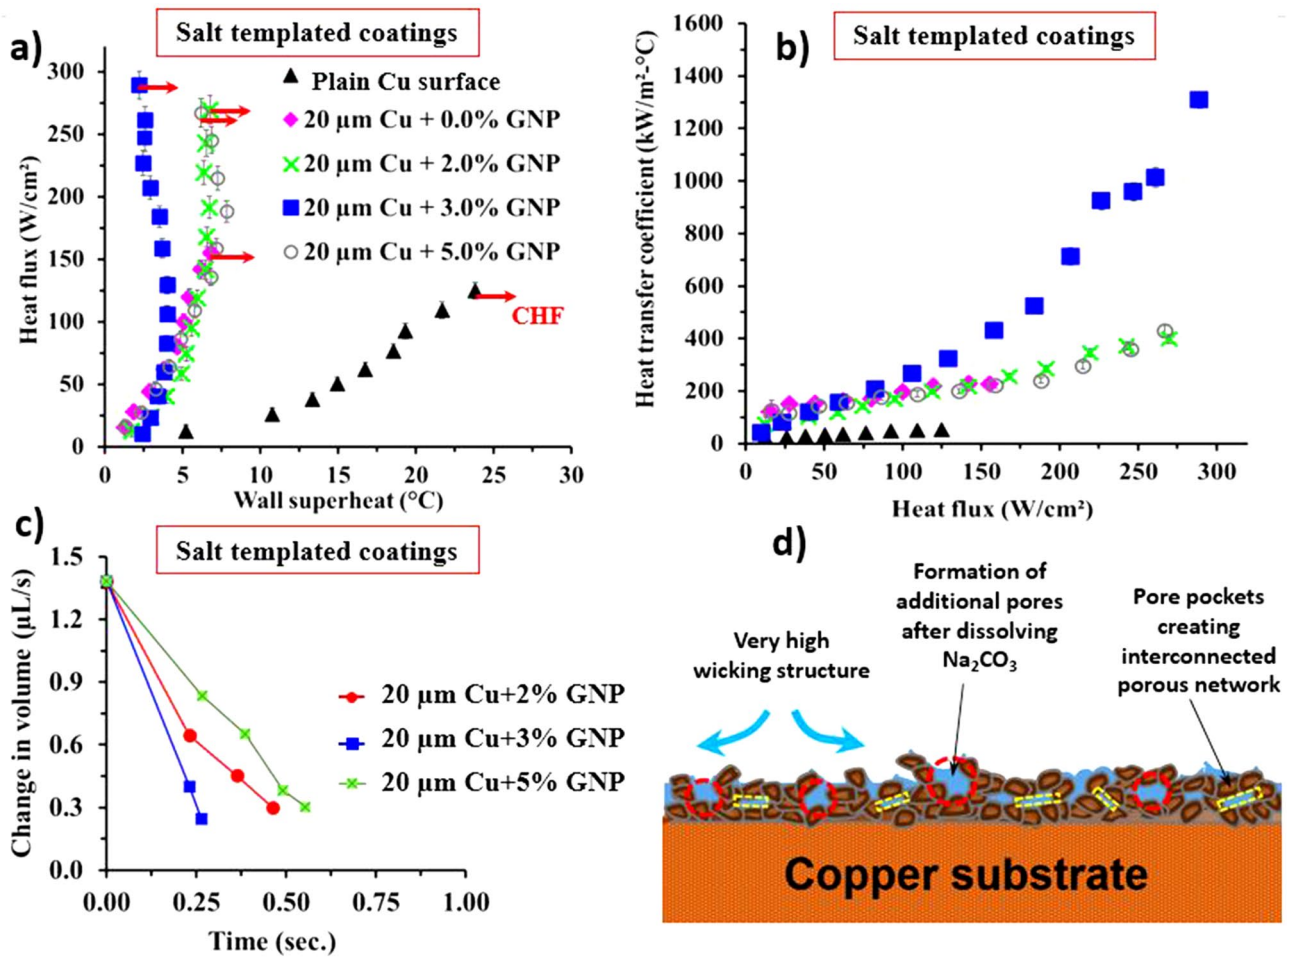 a)
Salt templated coatings
Heat flux (W/cm²)
300
250
200
150
100
50
0
0 5 10 15 20 25 30
Wall superheat (°C)
Plain Cu surface
20 µm Cu + 0.0% GNP
20 µm Cu + 2.0% GNP
20 µm Cu + 3.0% GNP
20 µm Cu + 5.0% GNP
CHF
b)
Salt templated coatings
Heat transfer coefficient (kW/m²-°C)
1600
1400
1200
1000
800
600
400
200
0
0 50 100 150 200 250 300
Heat flux (W/cm²)
c)
Salt templated coatings
Change in volume (µL/s)
1.5
1.2
0.9
0.6
0.3
0.0
0.00 0.25 0.50 0.75 1.00
Time (sec.)
20 µm Cu+2% GNP
20 µm Cu+3% GNP
20 µm Cu+5% GNP
d)
Very high
wicking structure
Formation of
additional pores
after dissolving
Na₂CO₃
Pore pockets
creating
interconnected
porous network
Copper substrate